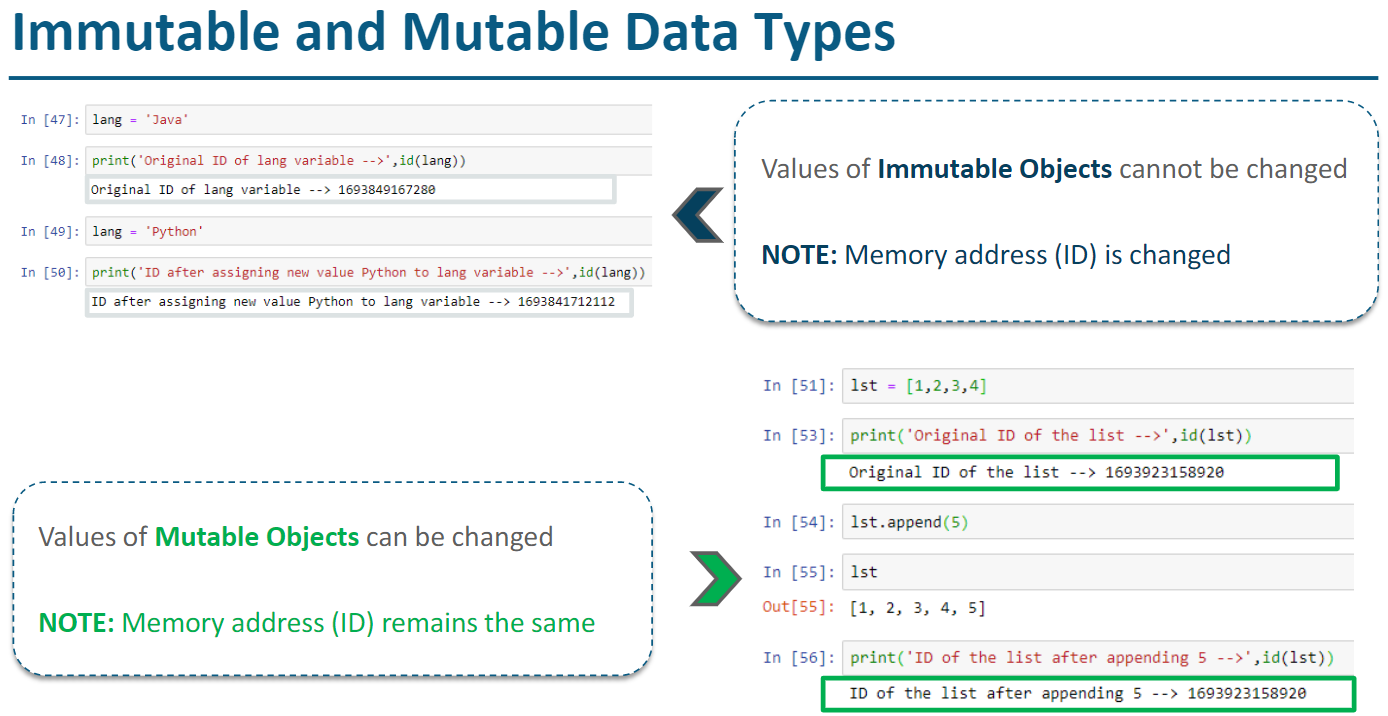 Immutable and Mutable Data Types
In [47]: lang = 'Java'
In [48]: print('Original ID of lang variable -->',id(lang))
Original ID of lang variable --> 1693849167280
In [49]: lang = 'Python'
In [50]: print('ID after assigning new value Python to lang variable -->',id(lang))
ID after assigning new value Python to lang variable --> 1693841712112
Values of Immutable Objects cannot be changed
NOTE: Memory address (ID) is changed
Values of Mutable Objects can be changed
NOTE: Memory address (ID) remains the same
In [51]: lst = [1,2,3,4]
In [53]: print('Original ID of the list -->',id(lst))
Original ID of the list --> 1693923158920
In [54]: lst.append(5)
In [55]: lst
Out[55]: [1, 2, 3, 4, 5]
In [56]: print('ID of the list after appending 5 -->',id(lst))
ID of the list after appending 5 --> 1693923158920